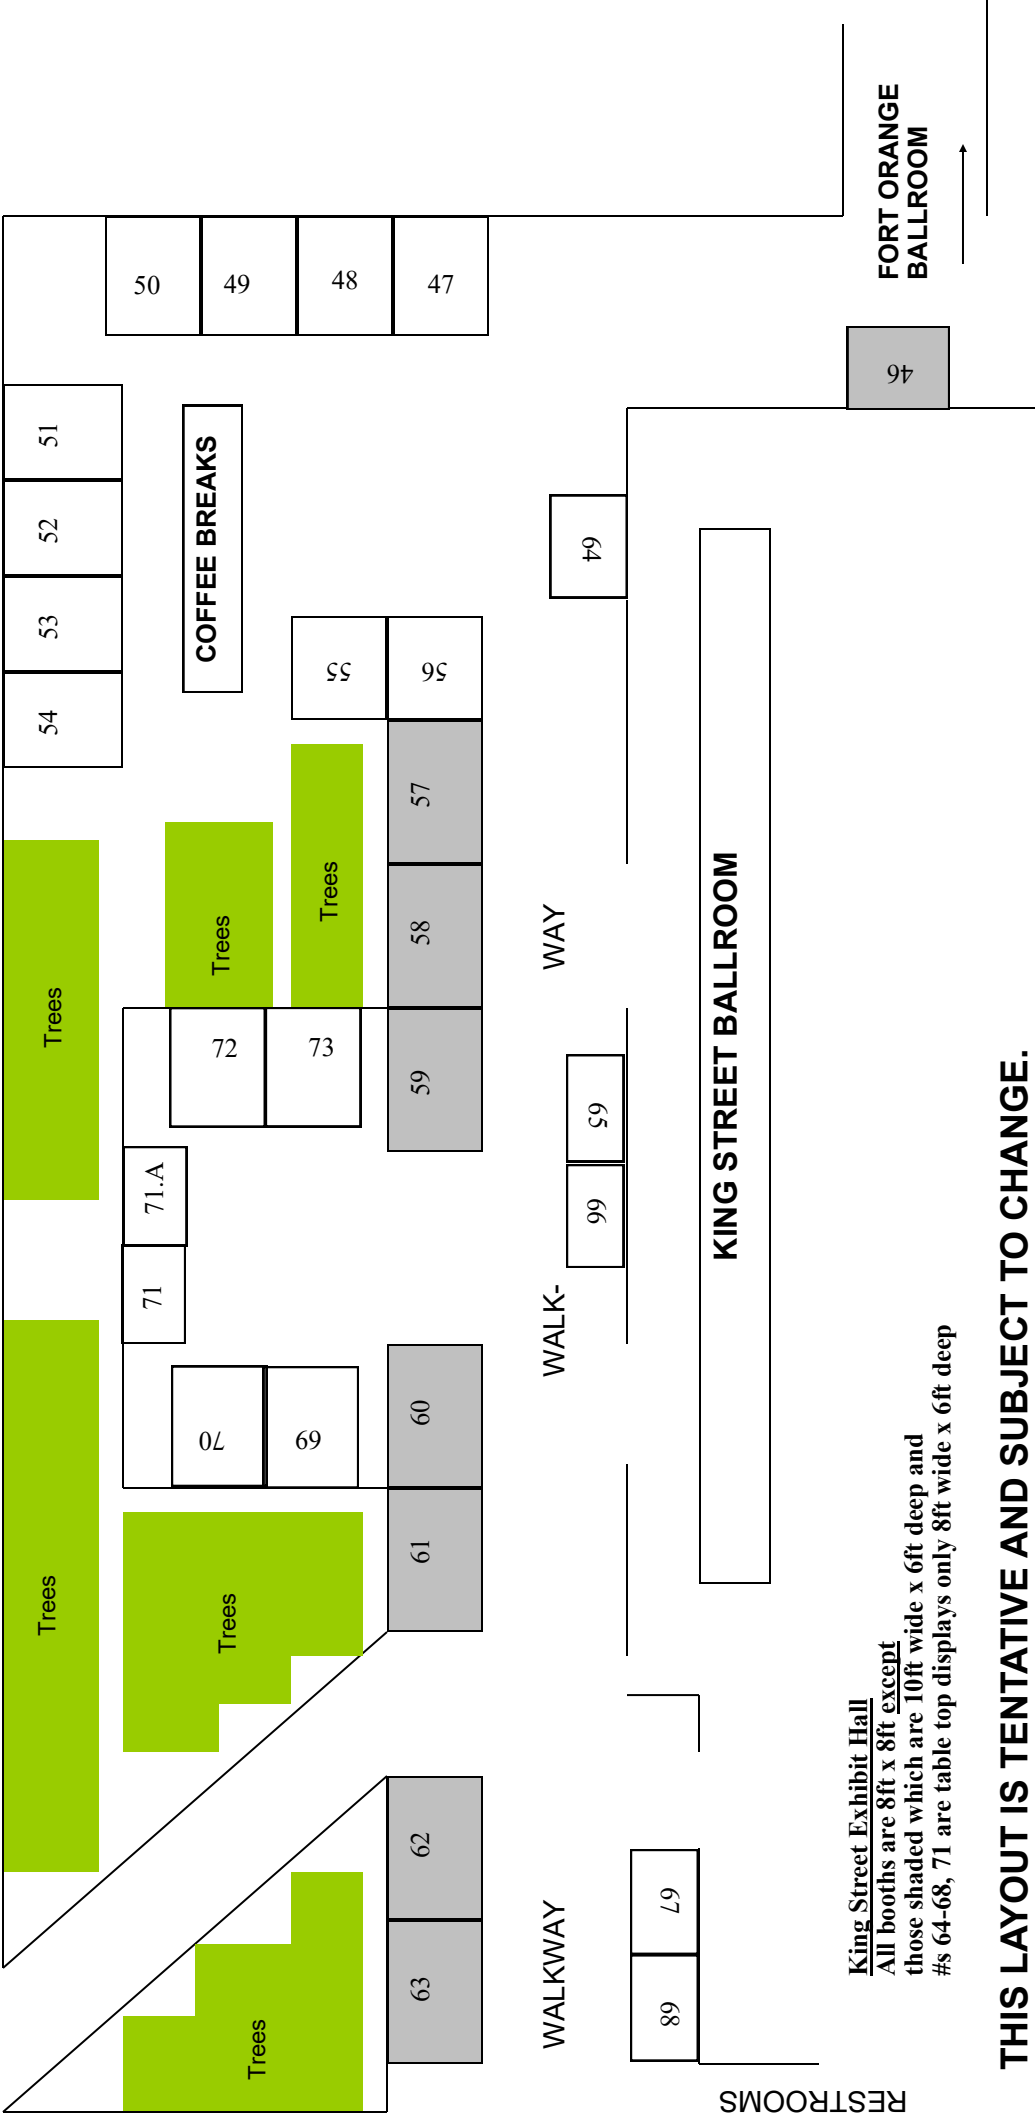 Trees
Trees
54
53
52
51
50
49
48
47
COFFEE BREAKS
71
71.A
70
69
72
73
Trees
Trees
Trees
Trees
55
56
63
62
61
60
59
58
57
WALKWAY
WALK-
WAY
68
67
66
65
64
46
FORT ORANGE
BALLROOM
KING STREET BALLROOM
RESTROOMS
King Street Exhibit Hall
All booths are 8ft x 8ft except
those shaded which are 10ft wide x 6ft deep and
#s 64-68, 71 are table top displays only 8ft wide x 6ft deep
THIS LAYOUT IS TENTATIVE AND SUBJECT TO CHANGE.